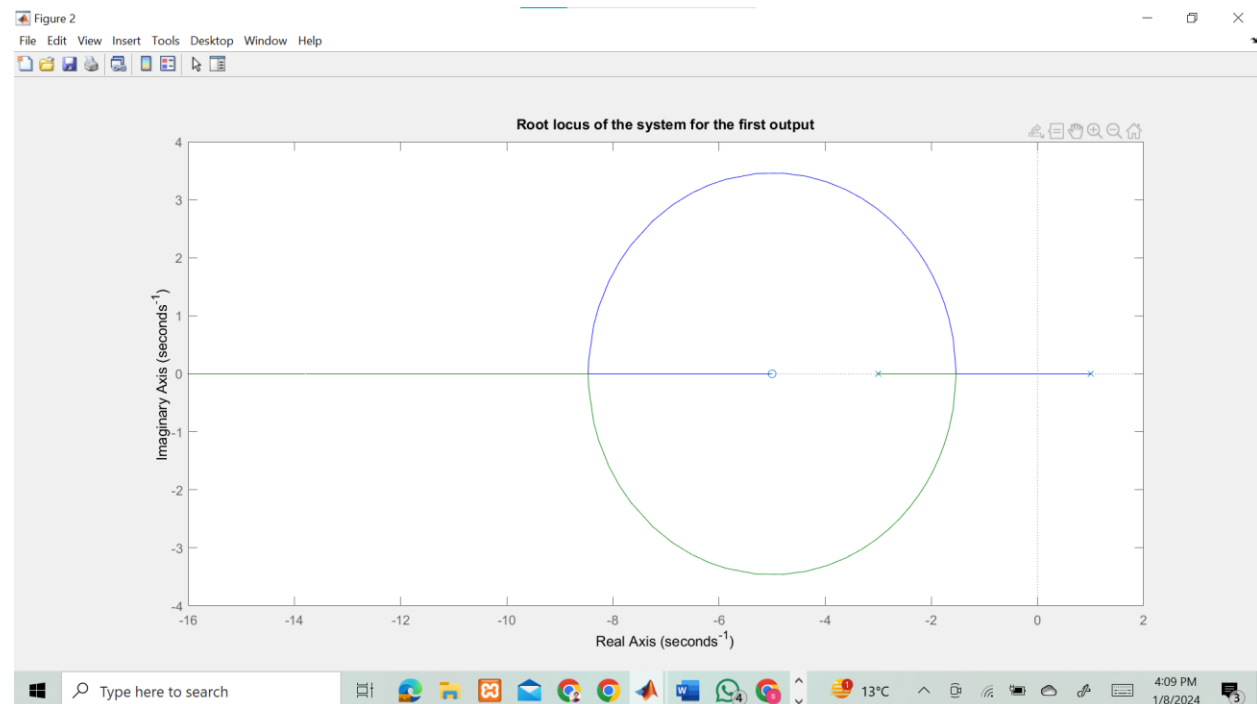 Figure 2
File Edit View Insert Tools Desktop Window Help
Root locus of the system for the first output
4
3
2
1
0
-1
-2
-3
-4
Imaginary Axis (seconds-1)
-16 -14 -12 -10 -8 -6 -4 -2 0 2
Real Axis (seconds-1)
Type here to search
4
13°C
4:09 PM
1/8/2024
3